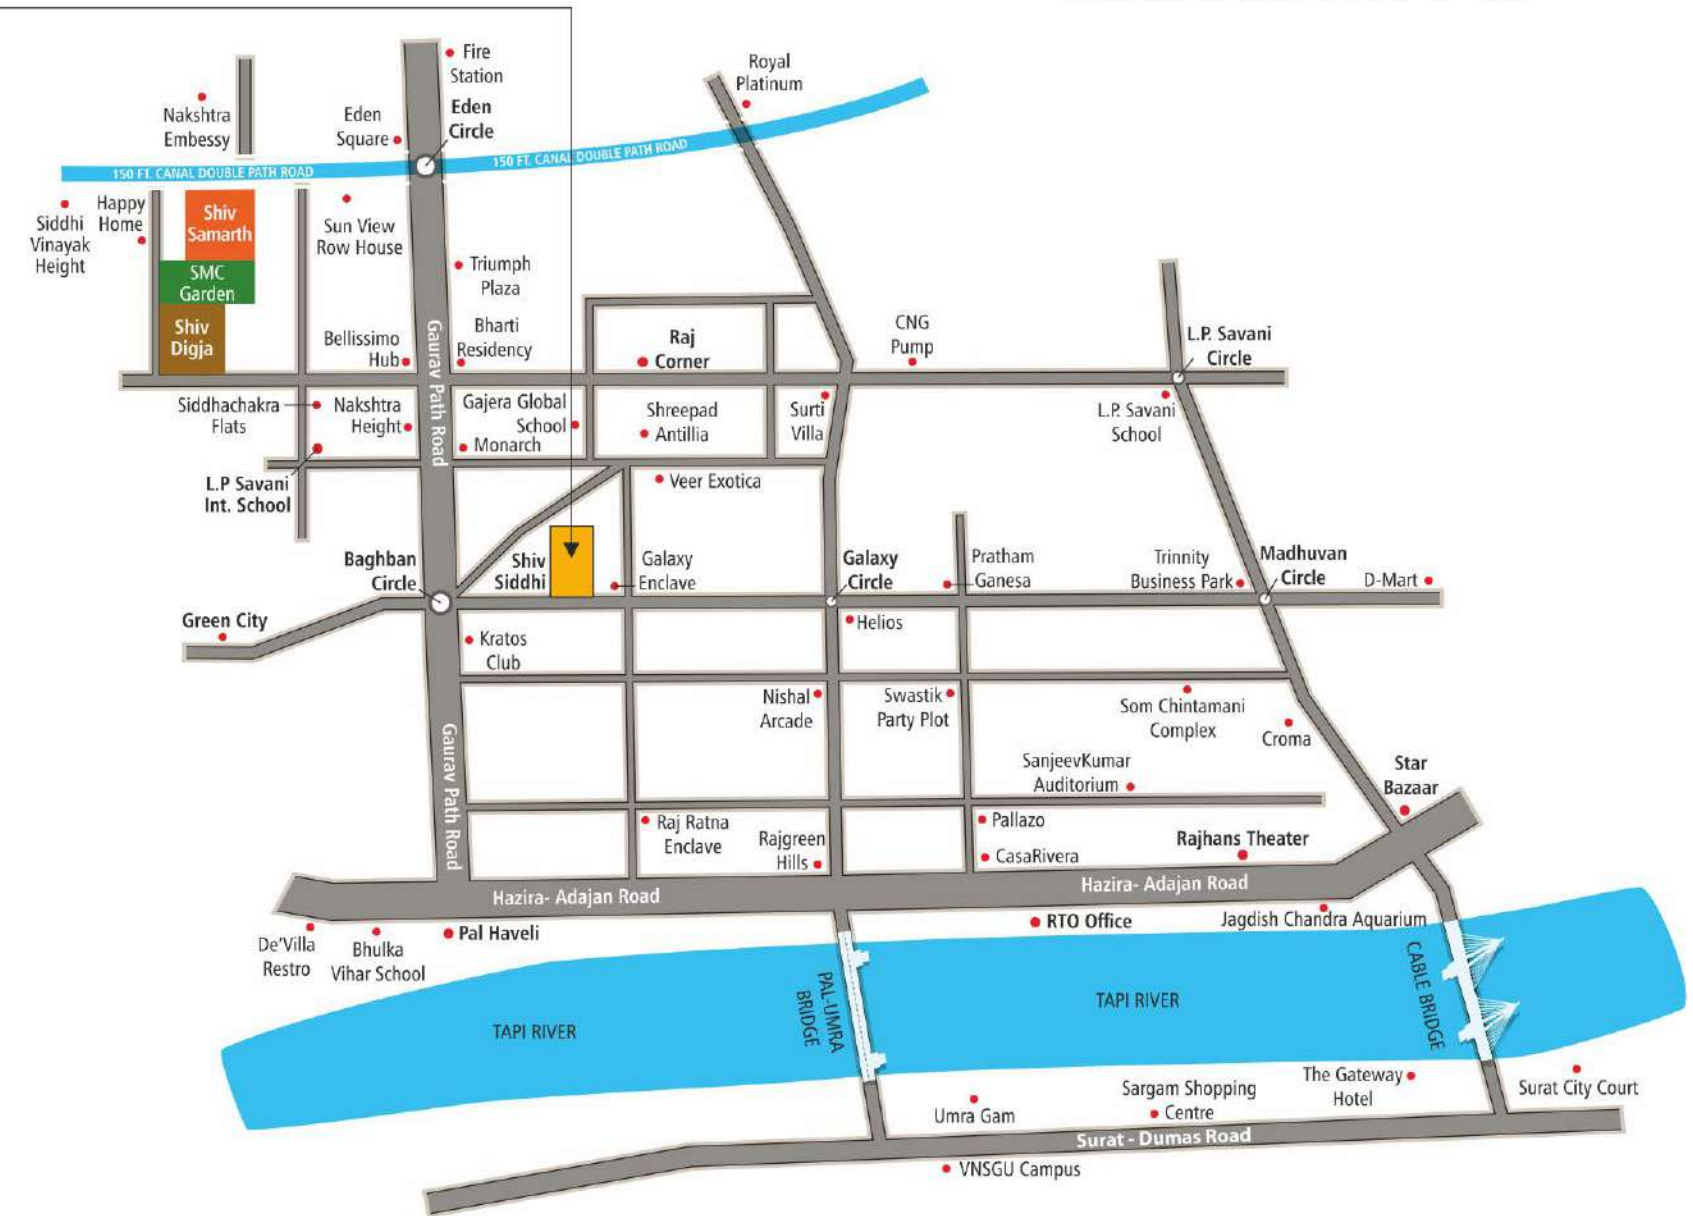 Fire
Station
Royal
Platinum
Nakshtra
Embessy
Eden
Square
Eden
Circle
150 FT. CANAL DOUBLE PATH ROAD
150 FT. CANAL DOUBLE PATH ROAD
Siddhi
Vinayak
Height
Happy
Home
Shiv
Samarth
Sun View
Row House
SMC
Garden
Triumph
Plaza
Shiv
Digja
Bellissimo
Hub
Gaurav Path Road
Bharti
Residency
Raj
Corner
CNG
Pump
L.P. Savani
Circle
Siddhachakra
Flats
Nakshtra
Height
Gajera Global
School
Monarch
Shreepad
Antillia
Surti
Villa
L.P. Savani
School
L.P Savani
Int. School
Veer Exotica
Baghban
Circle
Shiv
Siddhi
Galaxy
Enclave
Galaxy
Circle
Pratham
Ganesa
Trinnity
Business Park
Madhuvan
Circle
D-Mart
Green City
Kratos
Club
Helios
Nishal
Arcade
Swastik
Party Plot
Som Chintamani
Complex
Croma
Gaurav Path Road
SanjeevKumar
Auditorium
Star
Bazaar
Raj Ratna
Enclave
Rajgreen
Hills
Pallazo
CasaRivera
Rajhans Theater
Hazira- Adajan Road
Hazira- Adajan Road
De'Villa
Restro
Bhulka
Vihar School
Pal Haveli
RTO Office
Jagdish Chandra Aquarium
TAPI RIVER
PAL-UMRA
BRIDGE
TAPI RIVER
CABLE BRIDGE
Umra Gam
Sargam Shopping
Centre
The Gateway
Hotel
Surat City Court
Surat - Dumas Road
VNSGU Campus